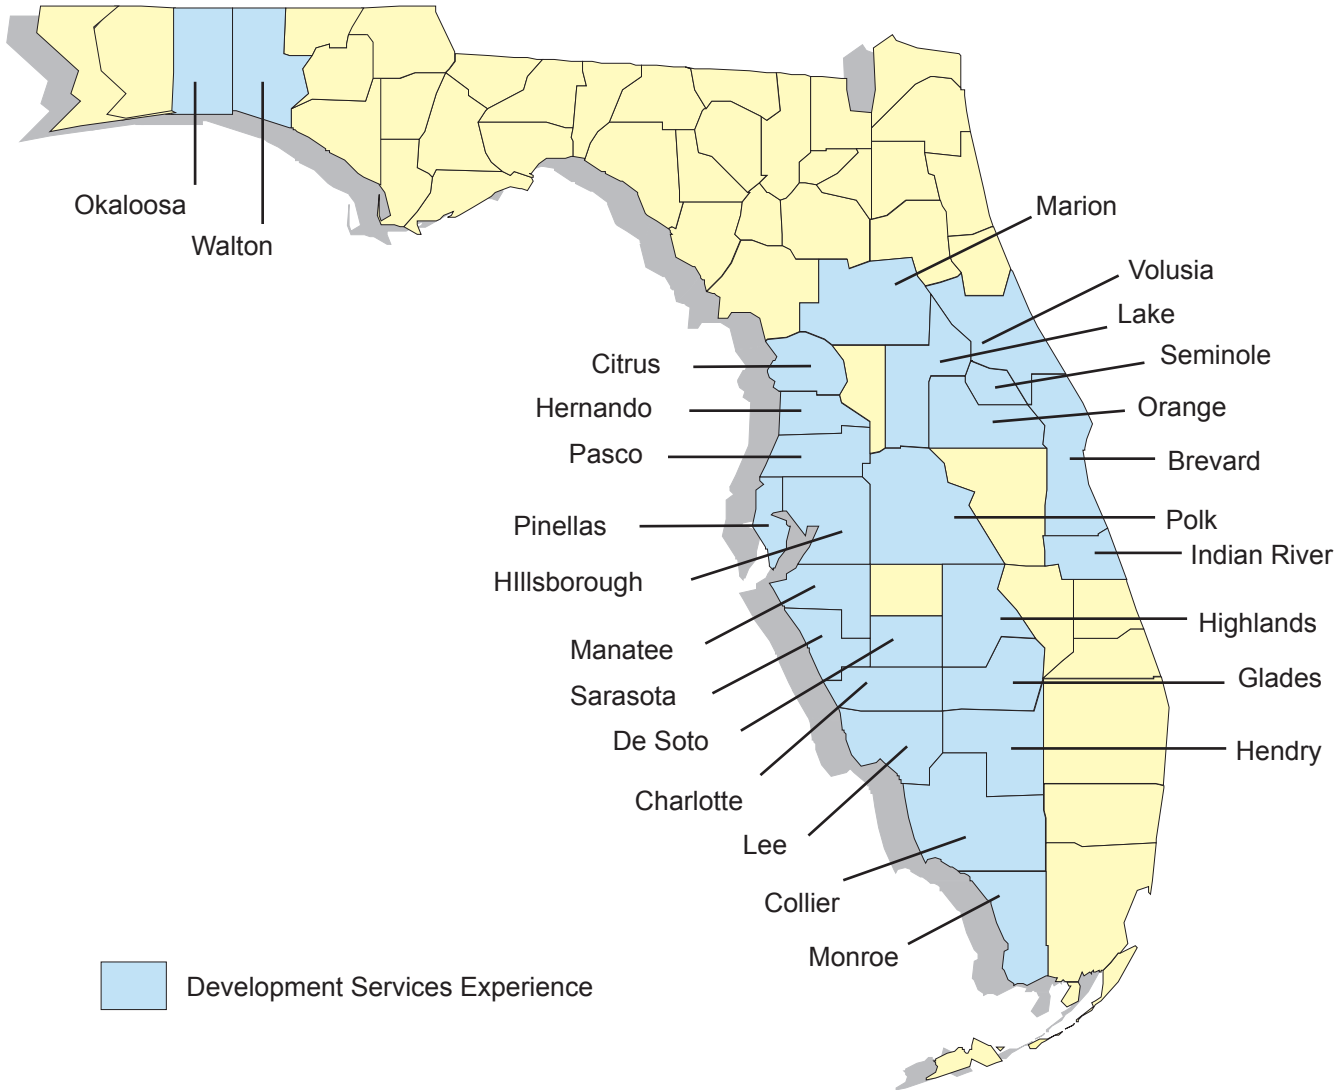 Okaloosa
Walton
Marion
Volusia
Lake
Seminole
Orange
Brevard
Polk
Indian River
Highlands
Glades
Hendry
Citrus
Hernando
Pasco
Pinellas
HIllsborough
Manatee
Sarasota
De Soto
Charlotte
Lee
Collier
Monroe
Development Services Experience